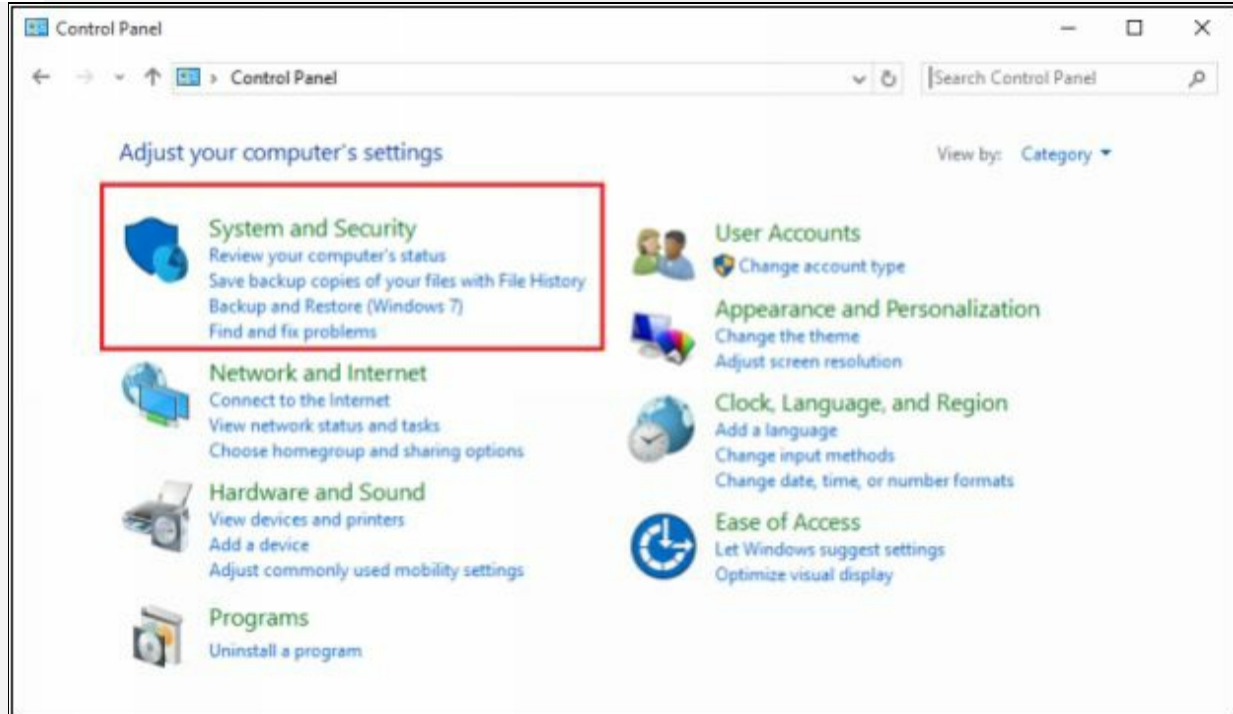 Control Panel
Control Panel
Search Control Panel
Adjust your computer's settings
View by: Category
System and Security
Review your computer's status
Save backup copies of your files with File History
Backup and Restore (Windows 7)
Find and fix problems
Network and Internet
Connect to the Internet
View network status and tasks
Choose homegroup and sharing options
Hardware and Sound
View devices and printers
Add a device
Adjust commonly used mobility settings
Programs
Uninstall a program
User Accounts
Change account type
Appearance and Personalization
Change the theme
Adjust screen resolution
Clock, Language, and Region
Add a language
Change input methods
Change date, time, or number formats
Ease of Access
Let Windows suggest settings
Optimize visual display